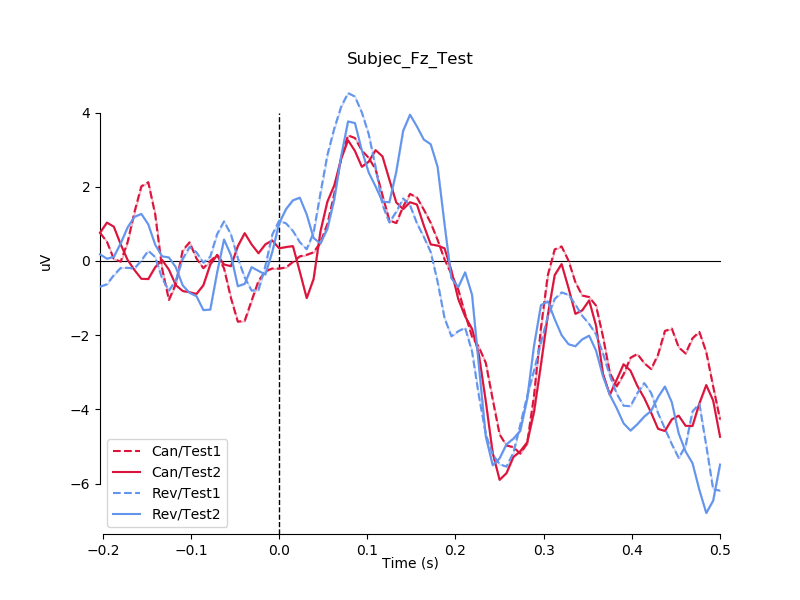 Subjec_Fz_Test
4
2
0
−2
−4
−6
uV
Can/Test1
Can/Test2
Rev/Test1
Rev/Test2
−0.2 −0.1 0.0 0.1 0.2 0.3 0.4 0.5
Time (s)